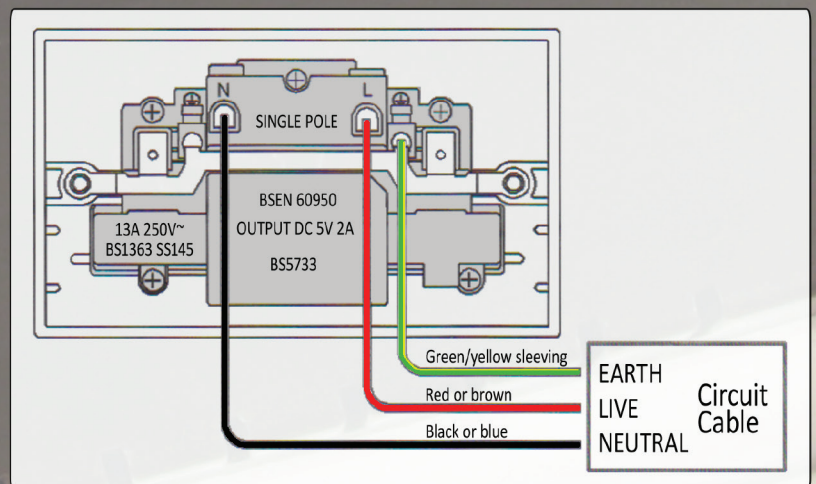 N
L
SINGLE POLE
13A 250V~
BS1363 SS145
BSEN 60950
OUTPUT DC 5V 2A
BS5733
Green/yellow sleeving
Red or brown
Black or blue
EARTH
LIVE
NEUTRAL
Circuit
Cable